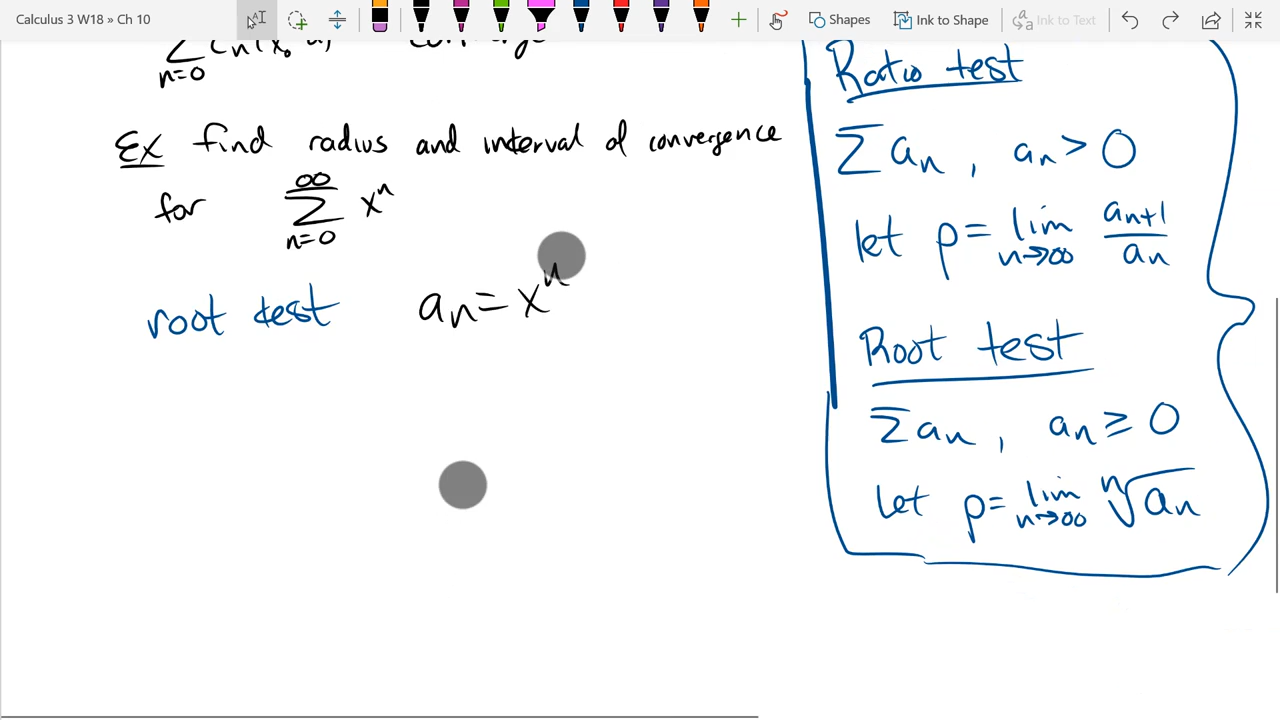 Calculus 3 W18 » Ch 10
Shapes
Ink to Shape
Ink to Text
∑ n=0
Ex find radius and interval of convergence
for ∞ ∑ n=0 xⁿ
root test aₙ = xⁿ
Ratio test
∑aₙ , aₙ > 0
let ρ = lim n→∞ aₙ₊₁/aₙ
Root test
∑aₙ , aₙ ≥ 0
let ρ = lim n→∞ ⁿ√aₙ